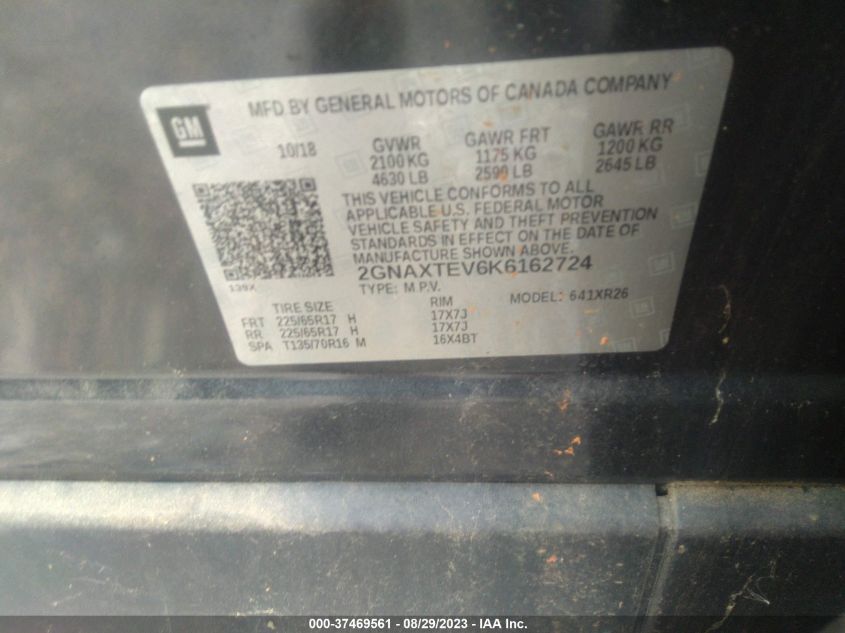 MFD BY GENERAL MOTORS OF CANADA COMPANY
GM
10/18 GVWR GAWR FRT GAWR RR
2100 KG 1175 KG 1200 KG
4630 LB 2590 LB 2645 LB
THIS VEHICLE CONFORMS TO ALL
APPLICABLE U.S. FEDERAL MOTOR
VEHICLE SAFETY AND THEFT PREVENTION
STANDARDS IN EFFECT ON THE DATE OF
MANUFACTURE SHOWN ABOVE.
139X 2GNAXTEV6K6162724
TYPE: M.P.V. MODEL: 641XR26
TIRE SIZE RIM
FRT 225/65R17 H 17X7J
RR 225/65R17 H 17X7J
SPA T135/70R16 M 16X4BT
000-37469561 - 08/29/2023 - IAA Inc.